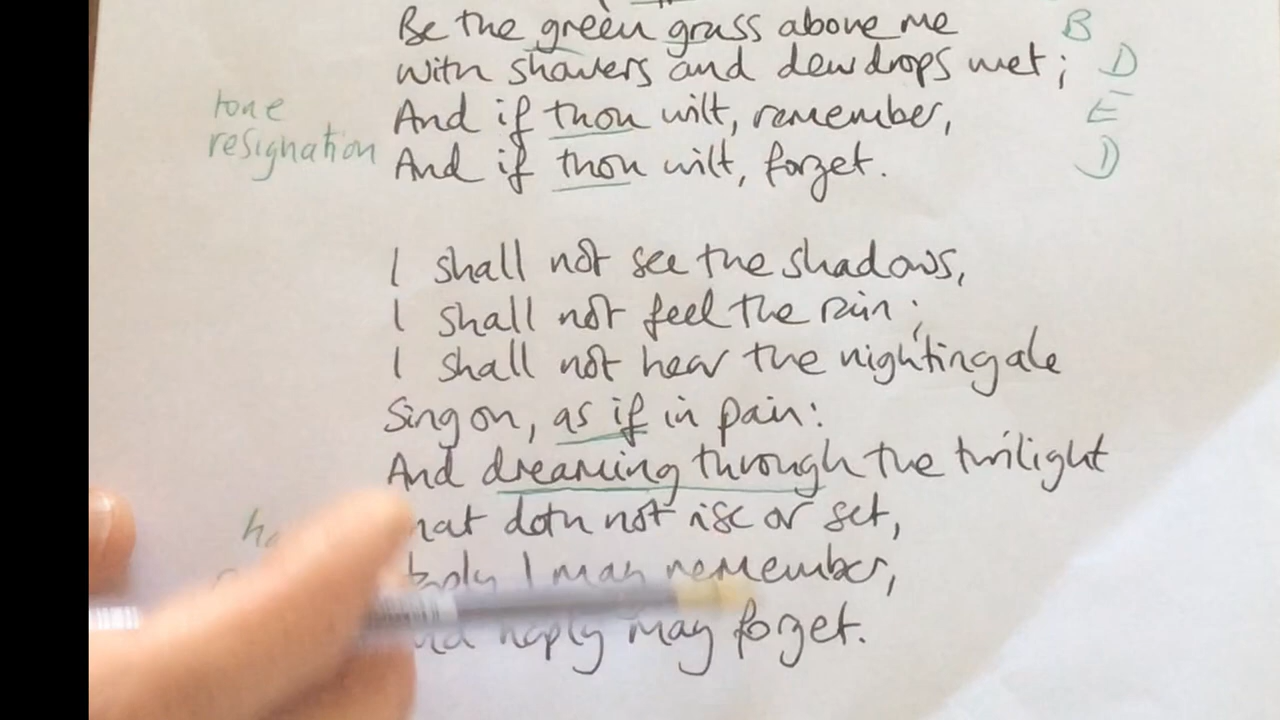 Be the green grass above me B
With showers and dewdrops wet; D
tone And if thou wilt, remember, E
resignation And if thou wilt, forget. D
I shall not see the shadows,
I shall not feel the rain;
I shall not hear the nightingale
Sing on, as if in pain:
And dreaming through the twilight
hat doth not rise or set,
I may remember,
haply may forget.